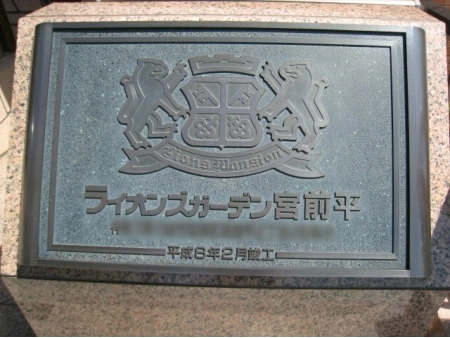 Lions Mansion
ライオンズガーデン宮前平
平成8年2月竣工